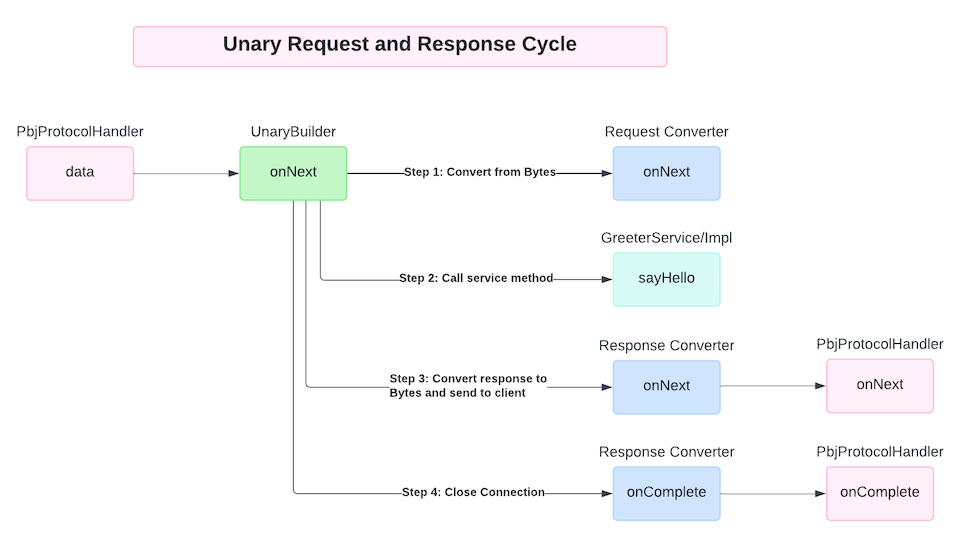 Unary Request and Response Cycle
PbjProtocolHandler
UnaryBuilder
Request Converter
data
onNext
Step 1: Convert from Bytes
onNext
GreeterService/Impl
Step 2: Call service method
sayHello
Response Converter
PbjProtocolHandler
Step 3: Convert response to
Bytes and send to client
onNext
onNext
Response Converter
PbjProtocolHandler
Step 4: Close Connection
onComplete
onComplete